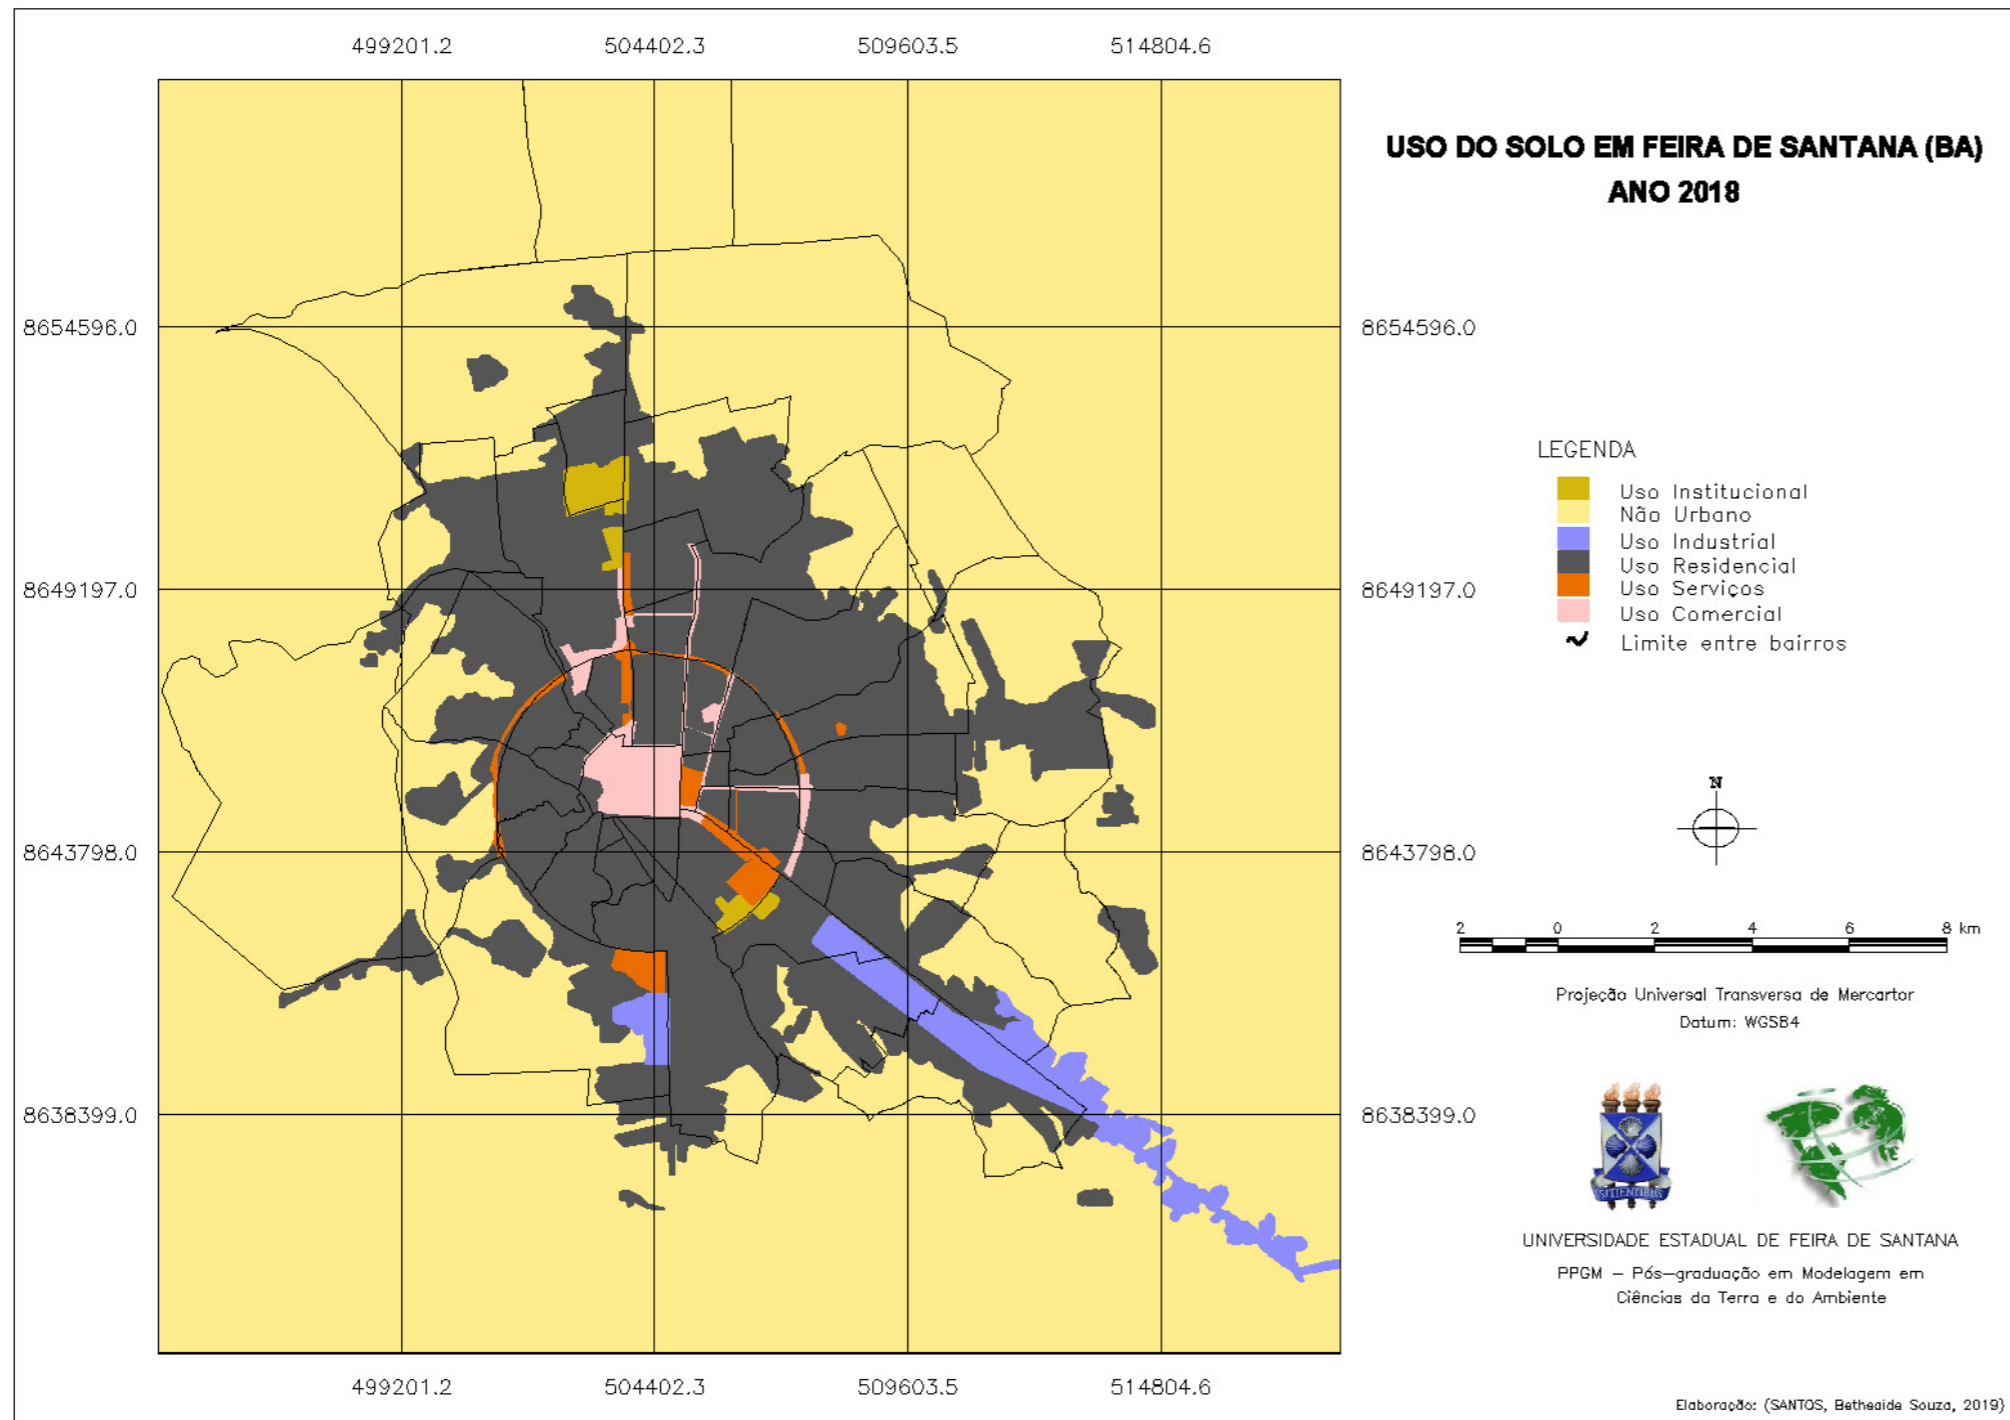 499201.2 504402.3 509603.5 514804.6
USO DO SOLO EM FEIRA DE SANTANA (BA)
ANO 2018
8654596.0 8654596.0
LEGENDA
Uso Institucional
Não Urbano
Uso Industrial
Uso Residencial
Uso Serviços
Uso Comercial
Limite entre bairros
8649197.0 8649197.0
N
8643798.0 8643798.0
2 0 2 4 6 8 km
Projeção Universal Transversa de Mercartor
Datum: WGS84
8638399.0 8638399.0
SITIENTIBUS
UNIVERSIDADE ESTADUAL DE FEIRA DE SANTANA
PPGM – Pós-graduação em Modelagem em
Ciências da Terra e do Ambiente
499201.2 504402.3 509603.5 514804.6
Elaboração: (SANTOS, Betheaide Souza, 2019)